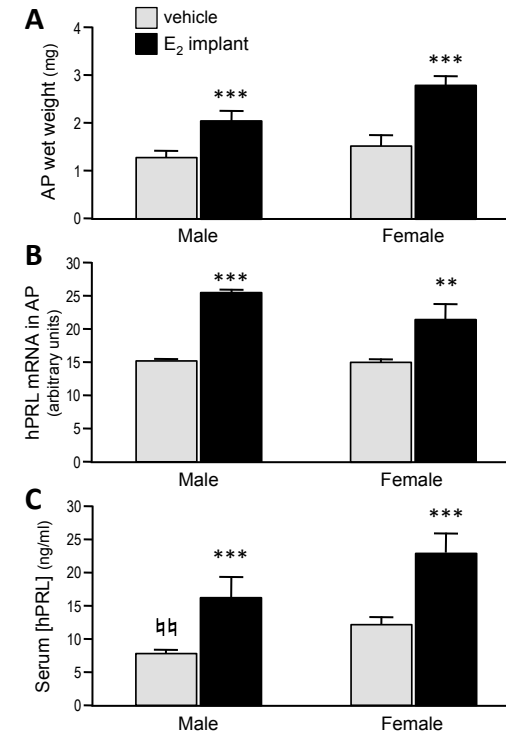 A
vehicle
E₂ implant
AP wet weight (mg)
4
3
2
1
0
***
***
Male
Female
B
hPRL mRNA in AP
(arbitrary units)
30
25
20
15
10
5
0
***
**
Male
Female
C
Serum [hPRL] (ng/ml)
30
25
20
15
10
5
0
♮♮
***
***
Male
Female